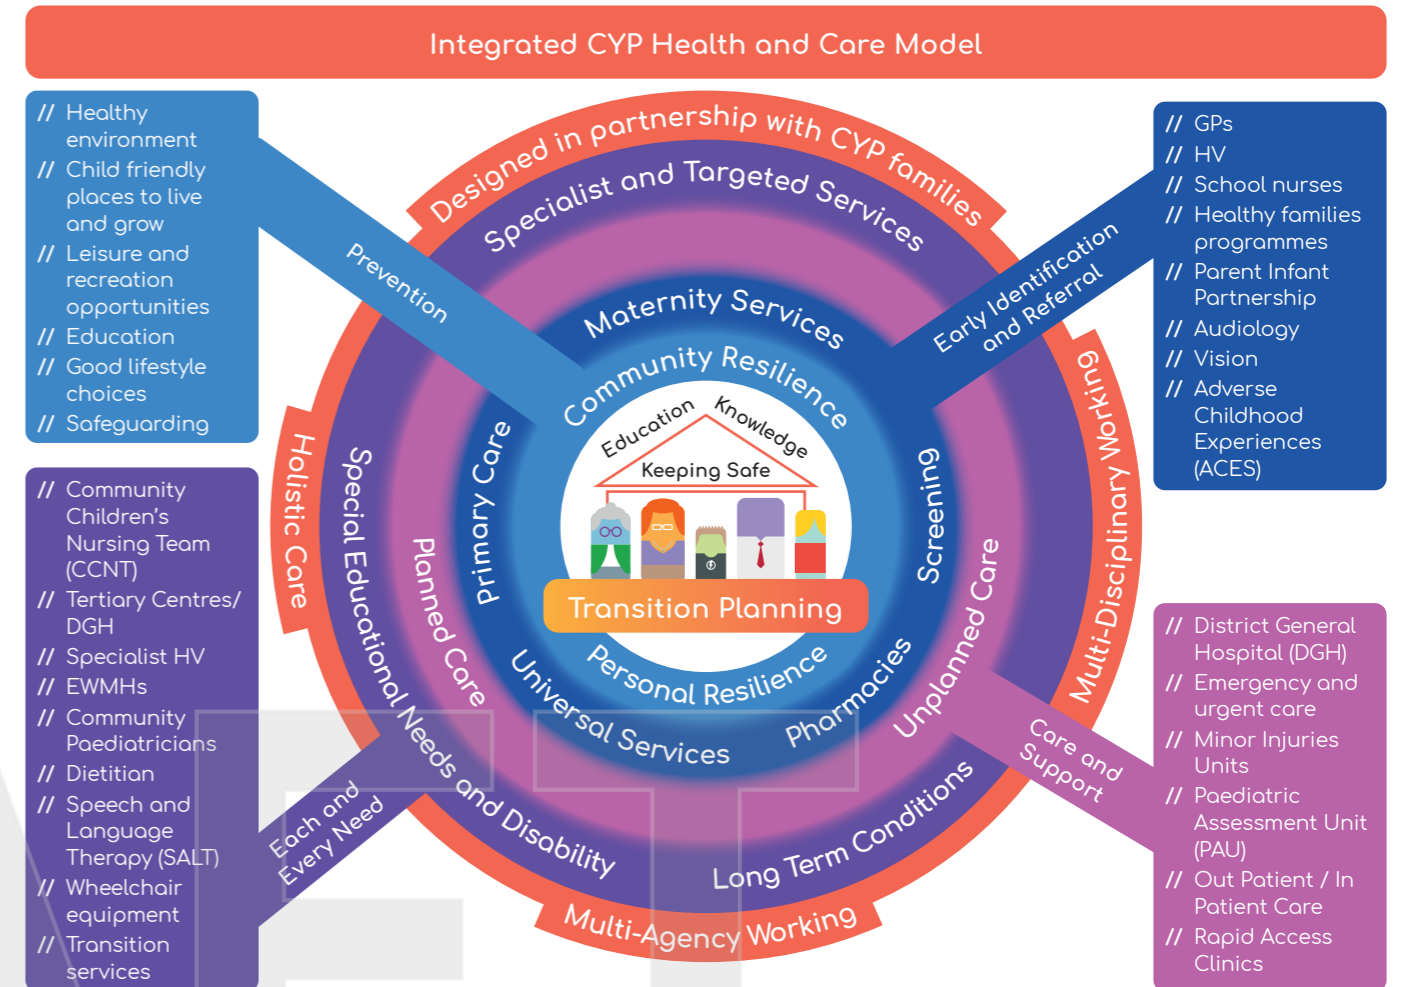 Integrated CYP Health and Care Model
// Healthy
environment
// Child friendly
places to live
and grow
// Leisure and
recreation
opportunities
// Education
// Good lifestyle
choices
// Safeguarding
Prevention
// GPs
// HV
// School nurses
// Healthy families
programmes
// Parent Infant
Partnership
// Audiology
// Vision
// Adverse
Childhood
Experiences
(ACES)
Early Identification
and Referral
Designed in partnership with CYP families
Specialist and Targeted Services
Maternity Services
Community Resilience
Education
Knowledge
Keeping Safe
Transition Planning
Personal Resilience
Primary Care
Screening
Universal Services
Pharmacies
Planned Care
Unplanned Care
Special Educational Needs and Disability
Long Term Conditions
Holistic Care
Multi-Disciplinary Working
Multi-Agency Working
// Community
Children’s
Nursing Team
(CCNT)
// Tertiary Centres/
DGH
// Specialist HV
// EWMHs
// Community
Paediatricians
// Dietitian
// Speech and
Language
Therapy (SALT)
// Wheelchair
equipment
// Transition
services
Each and
Every Need
// District General
Hospital (DGH)
// Emergency and
urgent care
// Minor Injuries
Units
// Paediatric
Assessment Unit
(PAU)
// Out Patient / In
Patient Care
// Rapid Access
Clinics
Care and
Support